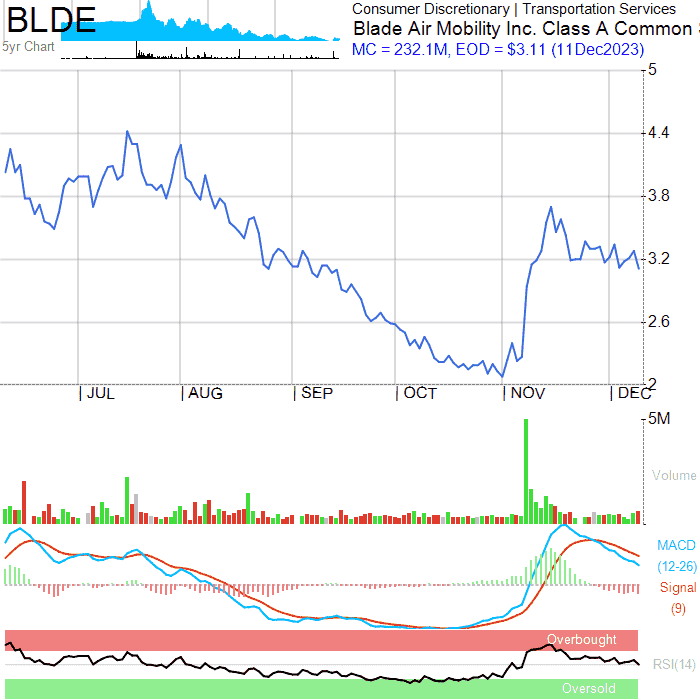 BLDE
5yr Chart
Consumer Discretionary | Transportation Services
Blade Air Mobility Inc. Class A Common
MC = 232.1M, EOD = $3.11 (11Dec2023)
5
4.4
3.8
3.2
2.6
2
JUL AUG SEP OCT NOV DEC
5M
Volume
MACD
(12-26)
Signal
(9)
Overbought
RSI(14)
Oversold